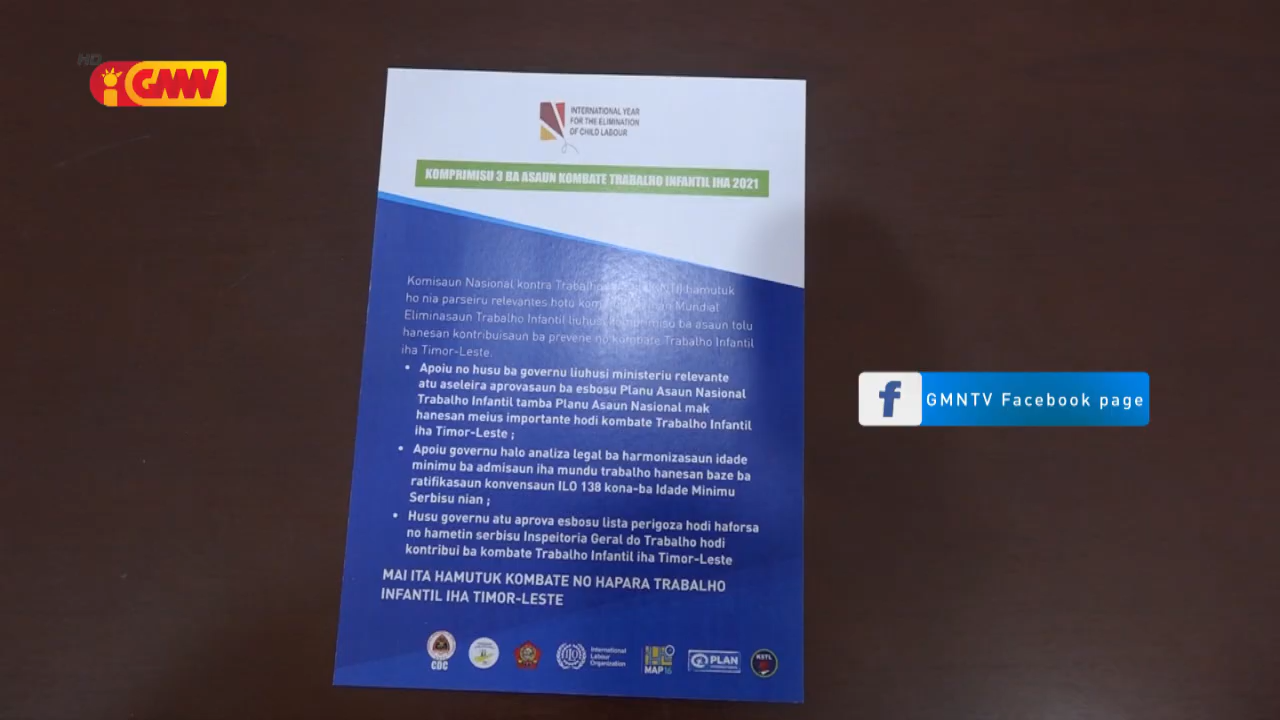 HD
GMN
INTERNATIONAL YEAR
FOR THE ELIMINATION
OF CHILD LABOUR
KOMPRIMISU 3 BA ASAUN KOMBATE TRABALHO INFANTIL IHA 2021
Komisaun Nasional kontra Trabalho hamutuk
ho nia parseiru relevantes hotu Mundial
Eliminasaun Trabalho Infantil liuhusi komprimisu ba asaun tolu
hanesan kontribuisaun ba prevene no kombate Trabalho Infantil
iha Timor-Leste.
• Apoiu no husu ba governu liuhusi ministeriu relevante
atu aseleira aprovasaun ba esbosu Planu Asaun Nasional
Trabalho Infantil tamba Planu Asaun Nasional mak
hanesan meius importante hodi kombate Trabalho Infantil
iha Timor-Leste ;
• Apoiu governu halo analiza legal ba harmonizasaun idade
minimu ba admisaun iha mundu trabalho hanesan baze ba
ratifikasaun konvensaun ILO 138 kona-ba Idade Minimu
Serbisu nian ;
• Husu governu atu aprova esbosu lista perigoza hodi haforsa
no hametin serbisu Inspeitoria Geral do Trabalho hodi
kontribui ba kombate Trabalho Infantil iha Timor-Leste
MAI ITA HAMUTUK KOMBATE NO HAPARA TRABALHO
INFANTIL IHA TIMOR-LESTE
CDC
International
Labour
Organization
MAP16
PLAN
INTERNATIONAL
KSTL
f GMNTV Facebook page